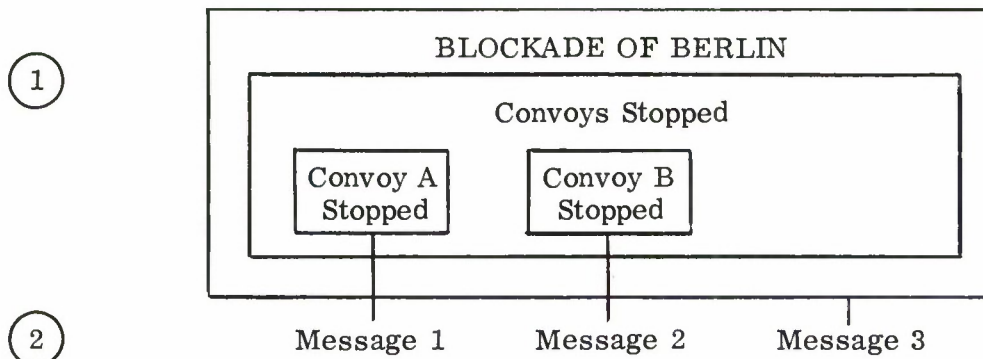 BLOCKADE OF BERLIN
1
Convoys Stopped
Convoy A
Stopped
Convoy B
Stopped
2
Message 1
Message 2
Message 3